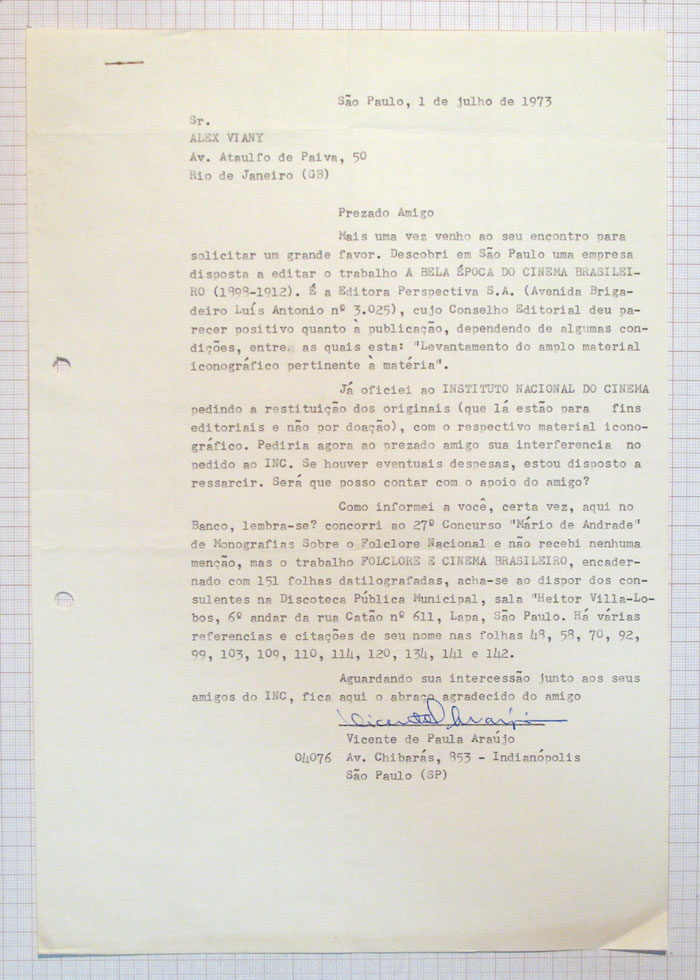 São Paulo, 1 de julho de 1973
Sr.
ALEX VIANY
Av. Ataulfo de Paiva, 50
Rio de Janeiro (GB)
Prezado Amigo
Mais uma vez venho ao seu encontro para
solicitar um grande favor. Descobri em São Paulo uma empresa
disposta a editar o trabalho A BELA ÉPOCA DO CINEMA BRASILEI-
RO (1898-1912). É a Editora Perspectiva S.A. (Avenida Briga-
deiro Luís Antonio nº 3.025), cujo Conselho Editorial deu pa-
recer positivo quanto à publicação, dependendo de algumas con-
dições, entre as quais esta: "Levantamento do amplo material
iconográfico pertinente à matéria".
Já oficiei ao INSTITUTO NACIONAL DO CINEMA
pedindo a restituição dos originais (que lá estão para fins
editoriais e não por doação), com o respectivo material icono-
gráfico. Pediria agora ao prezado amigo sua interferencia no
pedido ao INC. Se houver eventuais despesas, estou disposto a
ressarcir. Será que posso contar com o apoio do amigo?
Como informei a você, certa vez, aqui no
Banco, lembra-se? concorri ao 27º Concurso "Mário de Andrade"
de Monografias Sobre o Folclore Nacional e não recebi nenhuma
menção, mas o trabalho FOLCLORE E CINEMA BRASILEIRO, encader-
nado com 151 folhas datilografadas, acha-se ao dispor dos con-
sulentes na Discoteca Pública Municipal, sala "Heitor Villa-Lo-
bos, 6º andar da rua Catão nº 611, Lapa, São Paulo. Há várias
referencias e citações de seu nome nas folhas 48, 58, 70, 92,
99, 103, 109, 110, 114, 120, 134, 141 e 142.
Aguardando sua intercessão junto aos seus
amigos do INC, fica aqui o abraço agradecido do amigo
Vicente Araújo
Vicente de Paula Araújo
04076 Av. Chibarás, 853 - Indianópolis
São Paulo (SP)